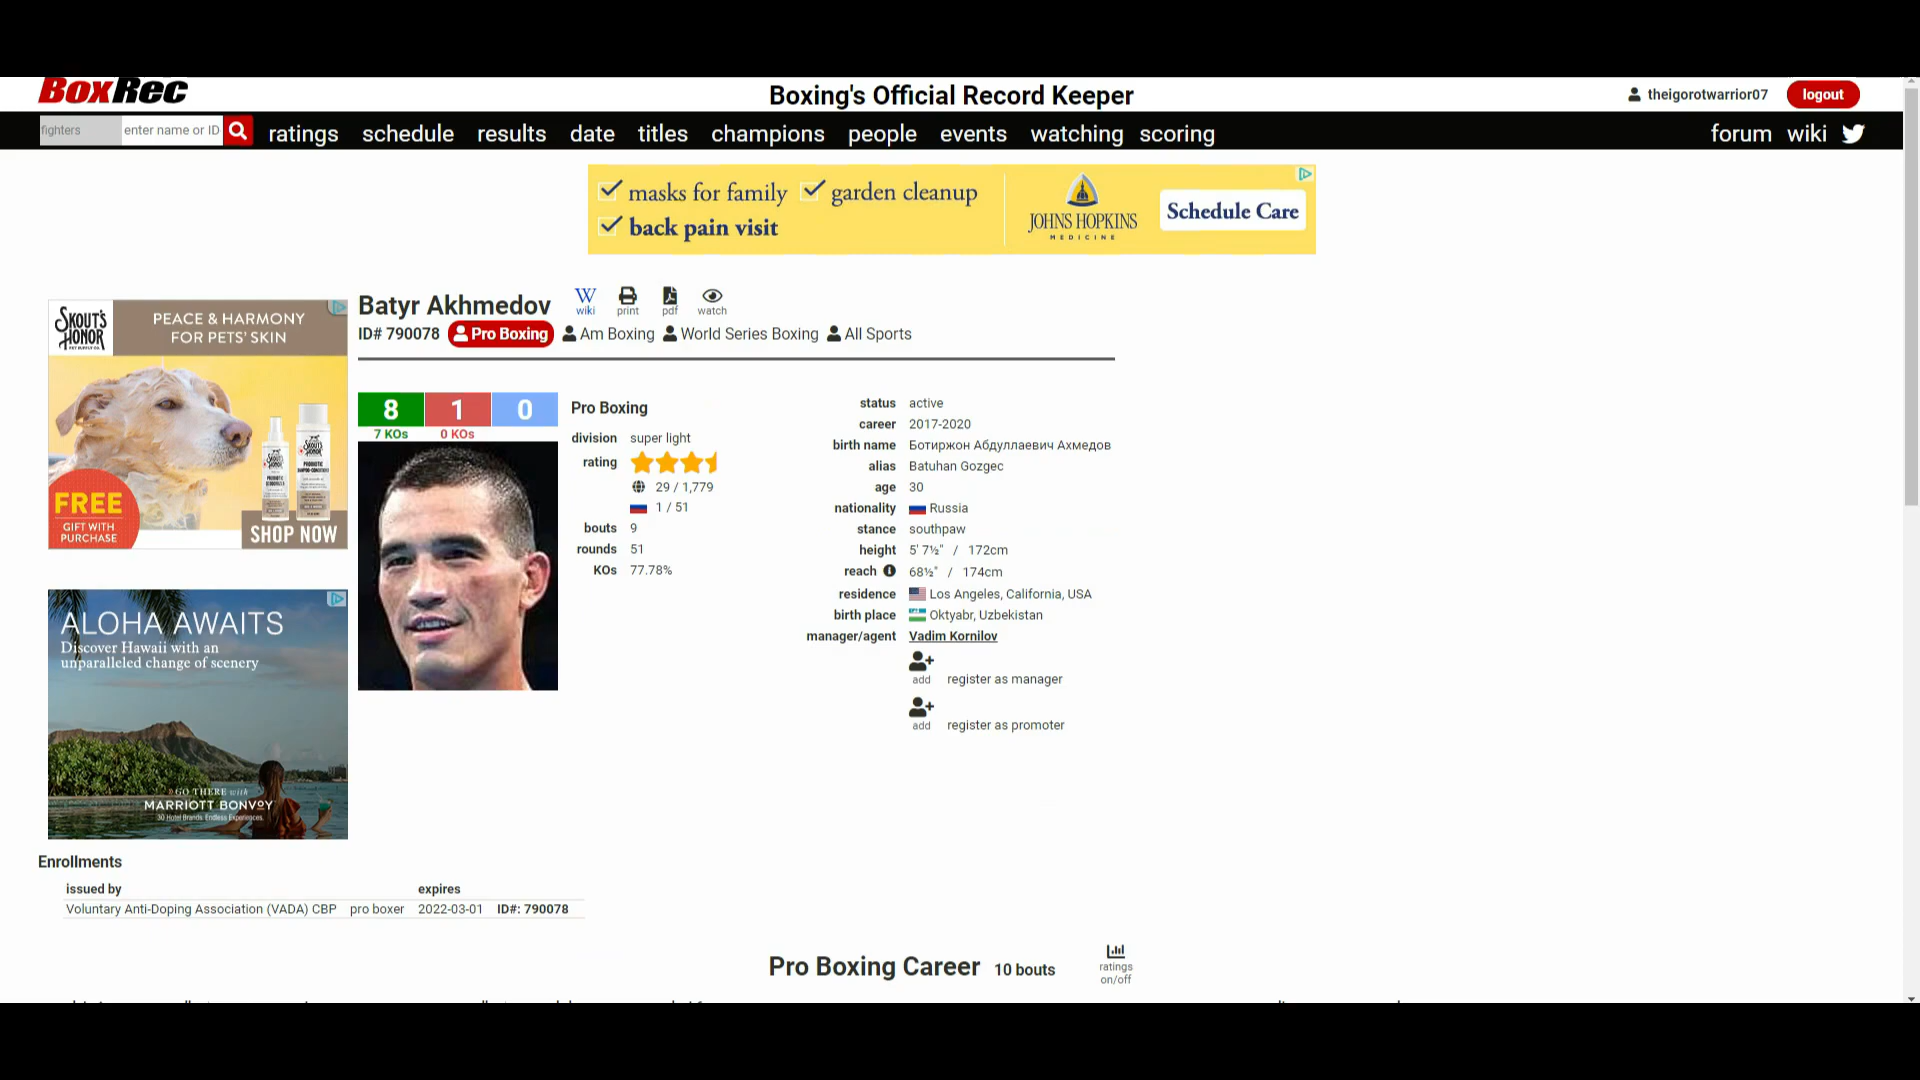 BoxRec
Boxing's Official Record Keeper
theigorotwarrior07
logout
fighters
enter name or ID
ratings schedule results date titles champions people events watching scoring
forum wiki
masks for family garden cleanup
back pain visit
JOHNS HOPKINS
MEDICINE
Schedule Care
SKOUT'S
HONOR
PEACE & HARMONY
FOR PETS' SKIN
FREE
GIFT WITH
PURCHASE
SHOP NOW
ALOHA AWAITS
Discover Hawaii with an
unparalleled change of scenery
GO THERE with
MARRIOTT BONVOY
30 Hotel Brands. Endless Experiences.
Batyr Akhmedov
wiki print pdf watch
ID# 790078 Pro Boxing Am Boxing World Series Boxing All Sports
8 1 0
7 KOs 0 KOs
Pro Boxing
division super light
rating
29 / 1,779
1 / 51
bouts 9
rounds 51
KOs 77.78%
status active
career 2017-2020
birth name Ботиржон Абдуллаевич Ахмедов
alias Batuhan Gozgec
age 30
nationality Russia
stance southpaw
height 5' 7½" / 172cm
reach 68½" / 174cm
residence Los Angeles, California, USA
birth place Oktyabr, Uzbekistan
manager/agent Vadim Kornilov
add register as manager
add register as promoter
Enrollments
issued by expires
Voluntary Anti-Doping Association (VADA) CBP pro boxer 2022-03-01 ID#: 790078
Pro Boxing Career 10 bouts
ratings
on/off